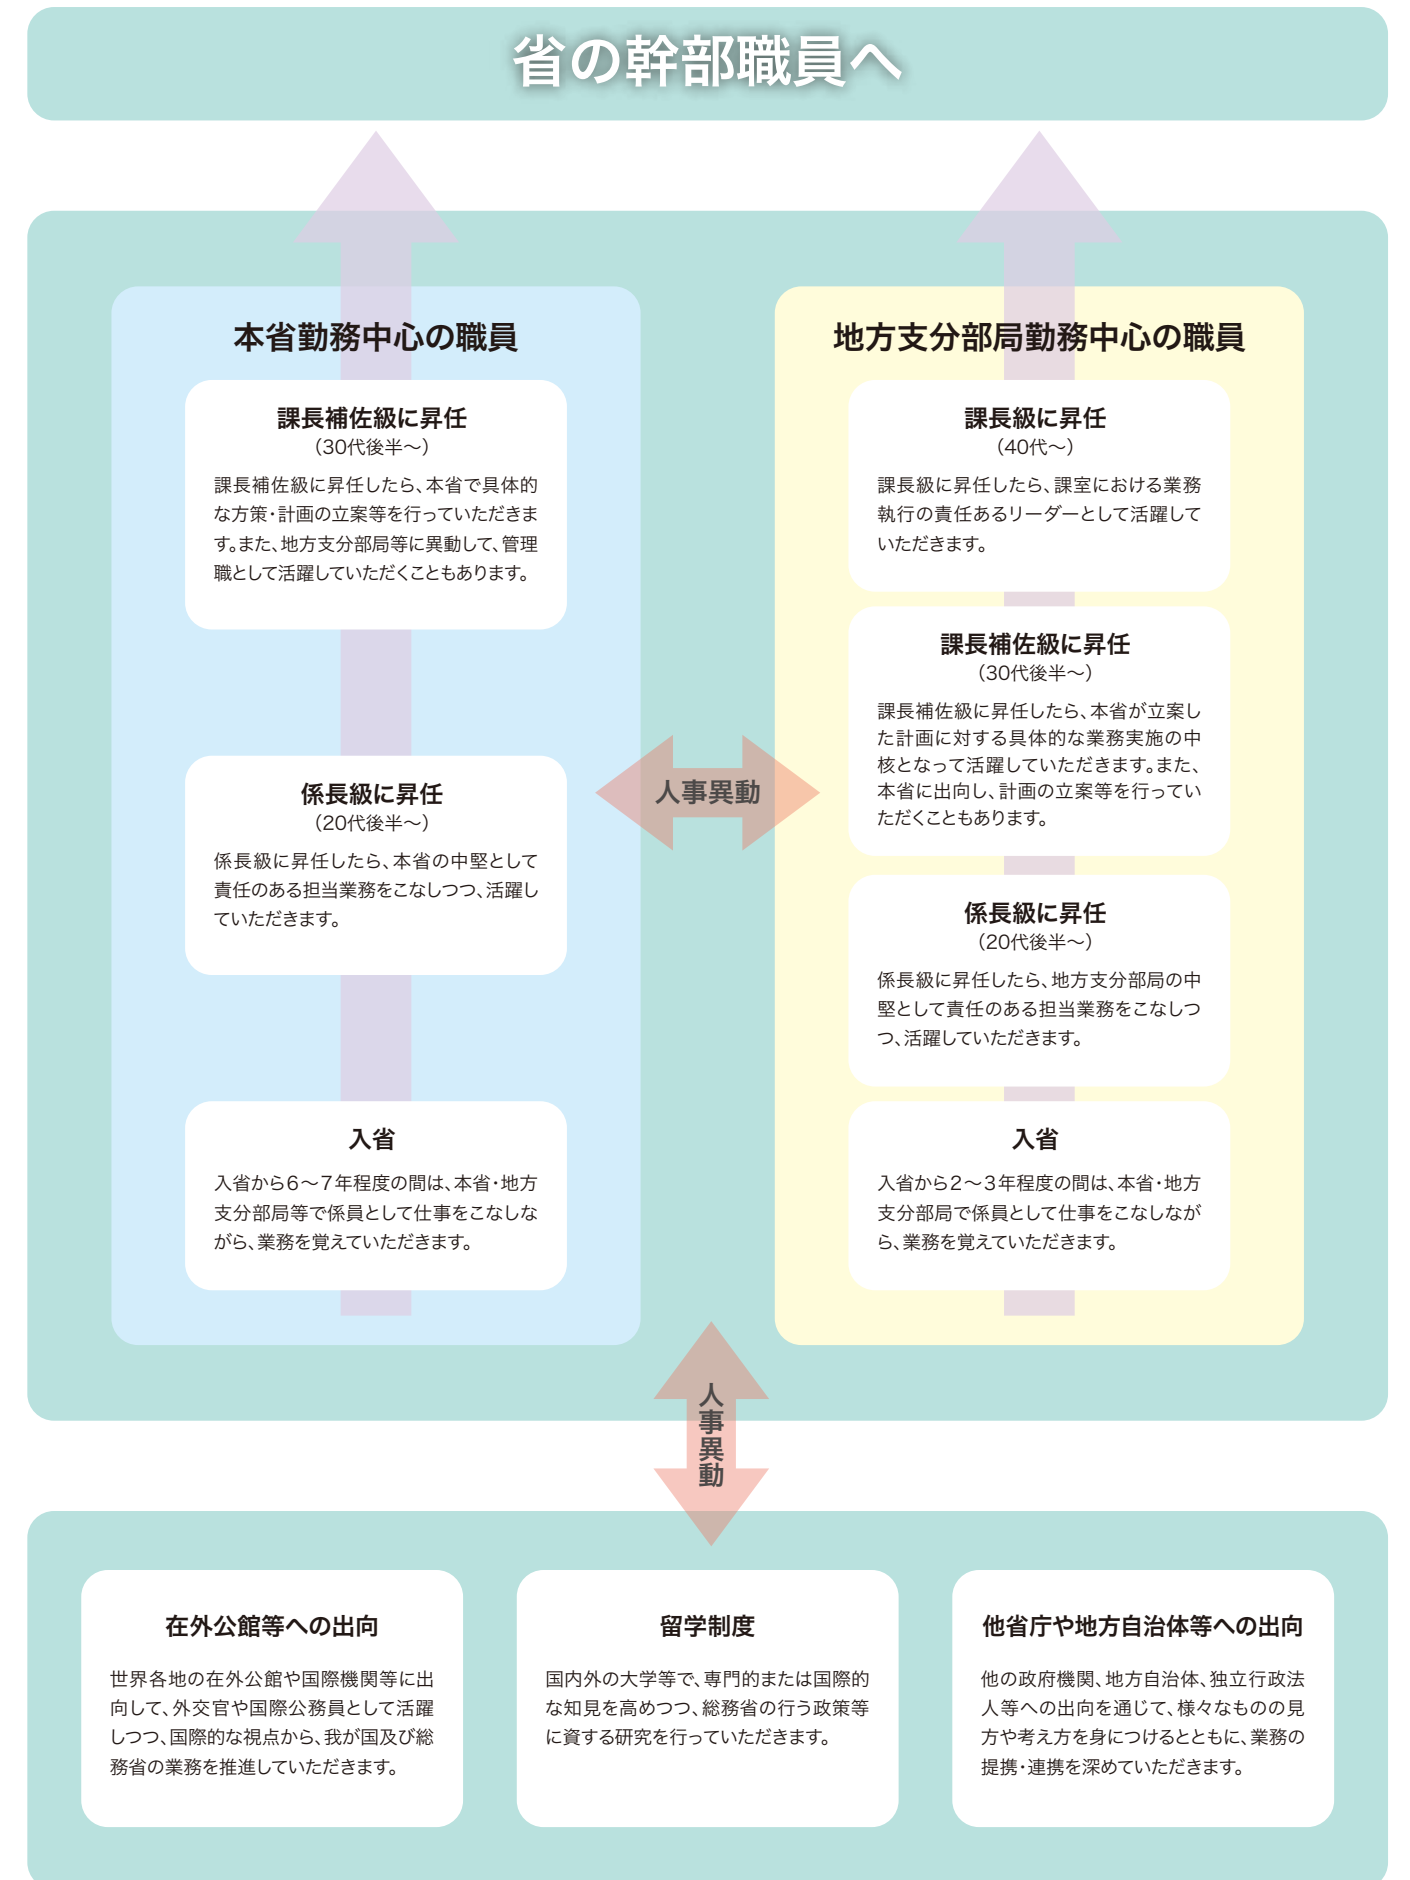 省の幹部職員へ
本省勤務中心の職員
課長補佐級に昇任
（30代後半～）
課長補佐級に昇任したら、本省で具体的
な方策・計画の立案等を行っていただきま
す。また、地方支分部局等に異動して、管理
職として活躍していただくこともあります。
係長級に昇任
（20代後半～）
係長級に昇任したら、本省の中堅として
責任のある担当業務をこなしつつ、活躍し
ていただきます。
入省
入省から6～7年程度の間は、本省・地方
支分部局等で係員として仕事をこなしな
がら、業務を覚えていただきます。
人事異動
地方支分部局勤務中心の職員
課長級に昇任
（40代～）
課長級に昇任したら、課室における業務
執行の責任あるリーダーとして活躍して
いただきます。
課長補佐級に昇任
（30代後半～）
課長補佐級に昇任したら、本省が立案し
た計画に対する具体的な業務実施の中
核となって活躍していただきます。また、
本省に出向し、計画の立案等を行ってい
ただくこともあります。
係長級に昇任
（20代後半～）
係長級に昇任したら、地方支分部局の中
堅として責任のある担当業務をこなしつ
つ、活躍していただきます。
入省
入省から2～3年程度の間は、本省・地方
支分部局で係員として仕事をこなしなが
ら、業務を覚えていただきます。
人事異動
在外公館等への出向
世界各地の在外公館や国際機関等に出
向して、外交官や国際公務員として活躍
しつつ、国際的な視点から、我が国及び総
務省の業務を推進していただきます。
留学制度
国内外の大学等で、専門的または国際的
な知見を高めつつ、総務省の行う政策等
に資する研究を行っていただきます。
他省庁や地方自治体等への出向
他の政府機関、地方自治体、独立行政法
人等への出向を通じて、様々なものの見
方や考え方を身につけるとともに、業務の
提携・連携を深めていただきます。